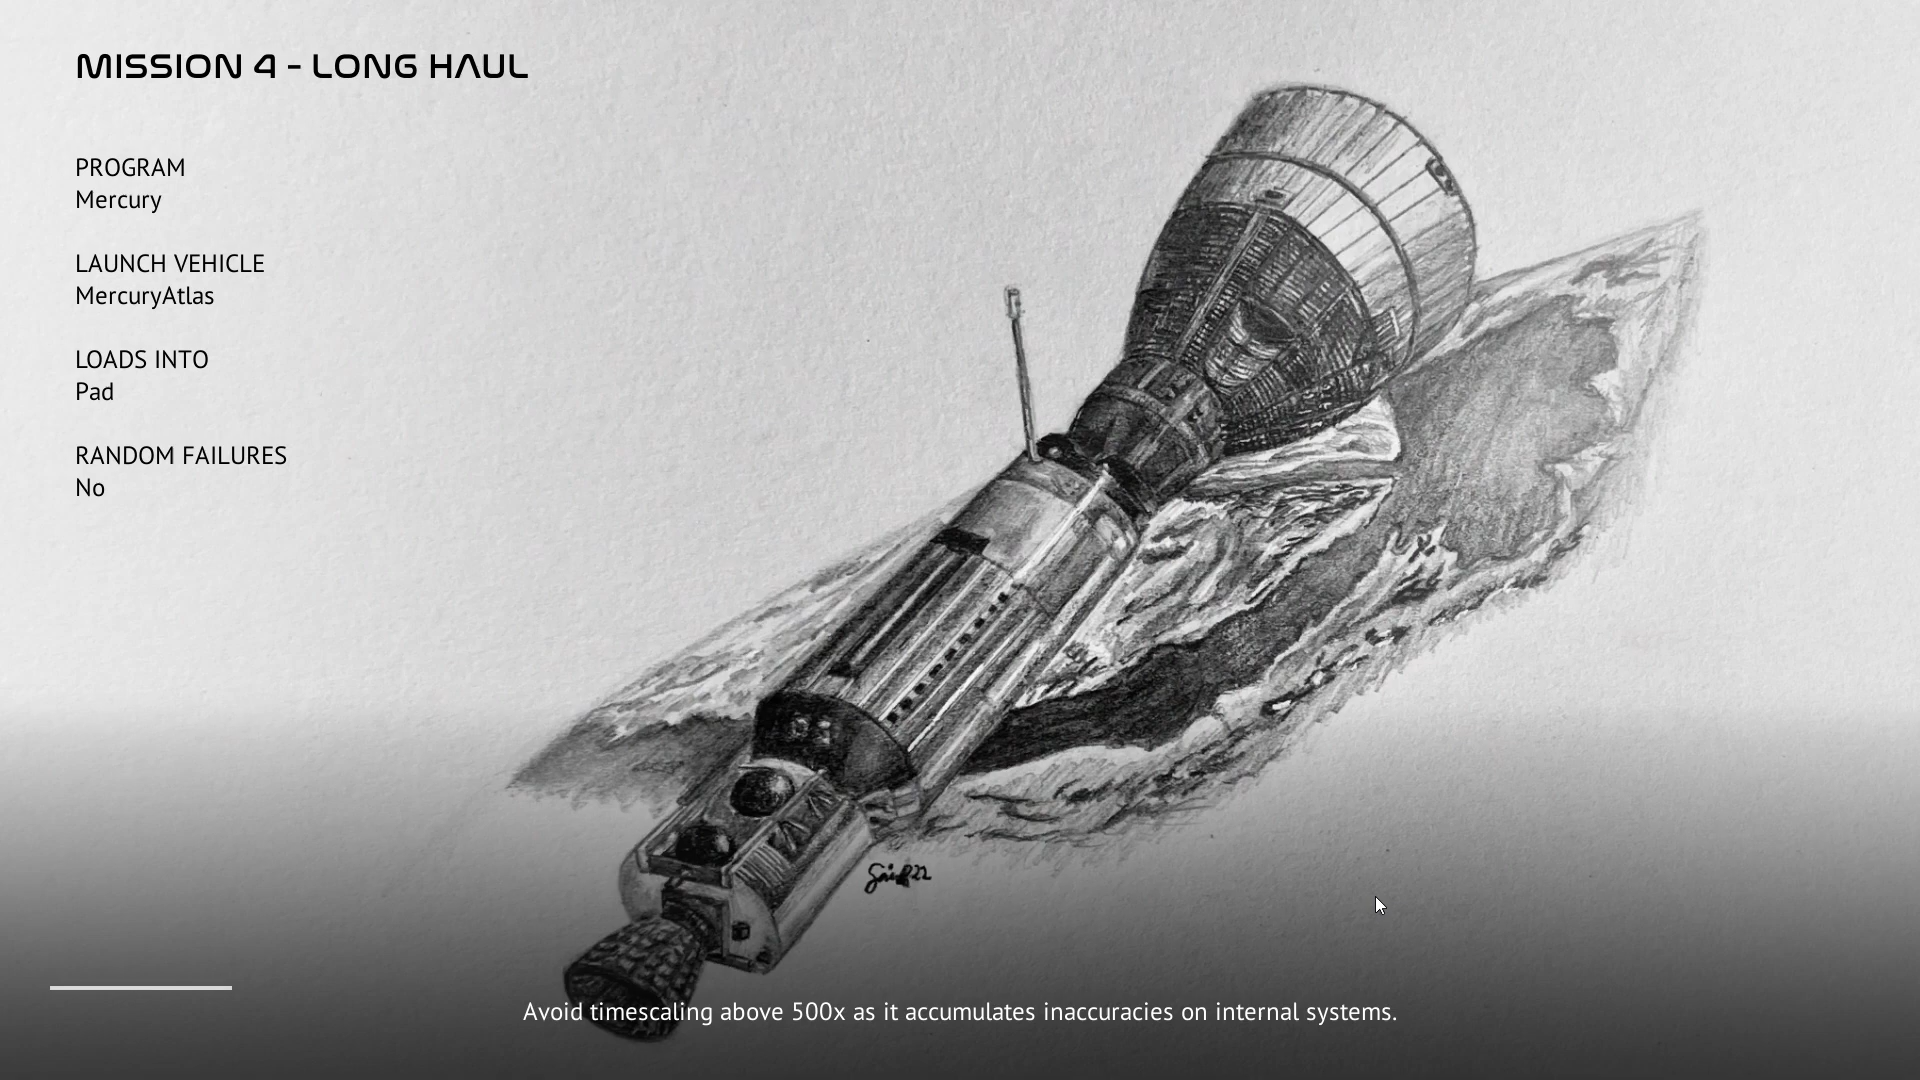 MISSION 4 - LONG HAUL
PROGRAM
Mercury
LAUNCH VEHICLE
MercuryAtlas
LOADS INTO
Pad
RANDOM FAILURES
No
Avoid timescaling above 500x as it accumulates inaccuracies on internal systems.